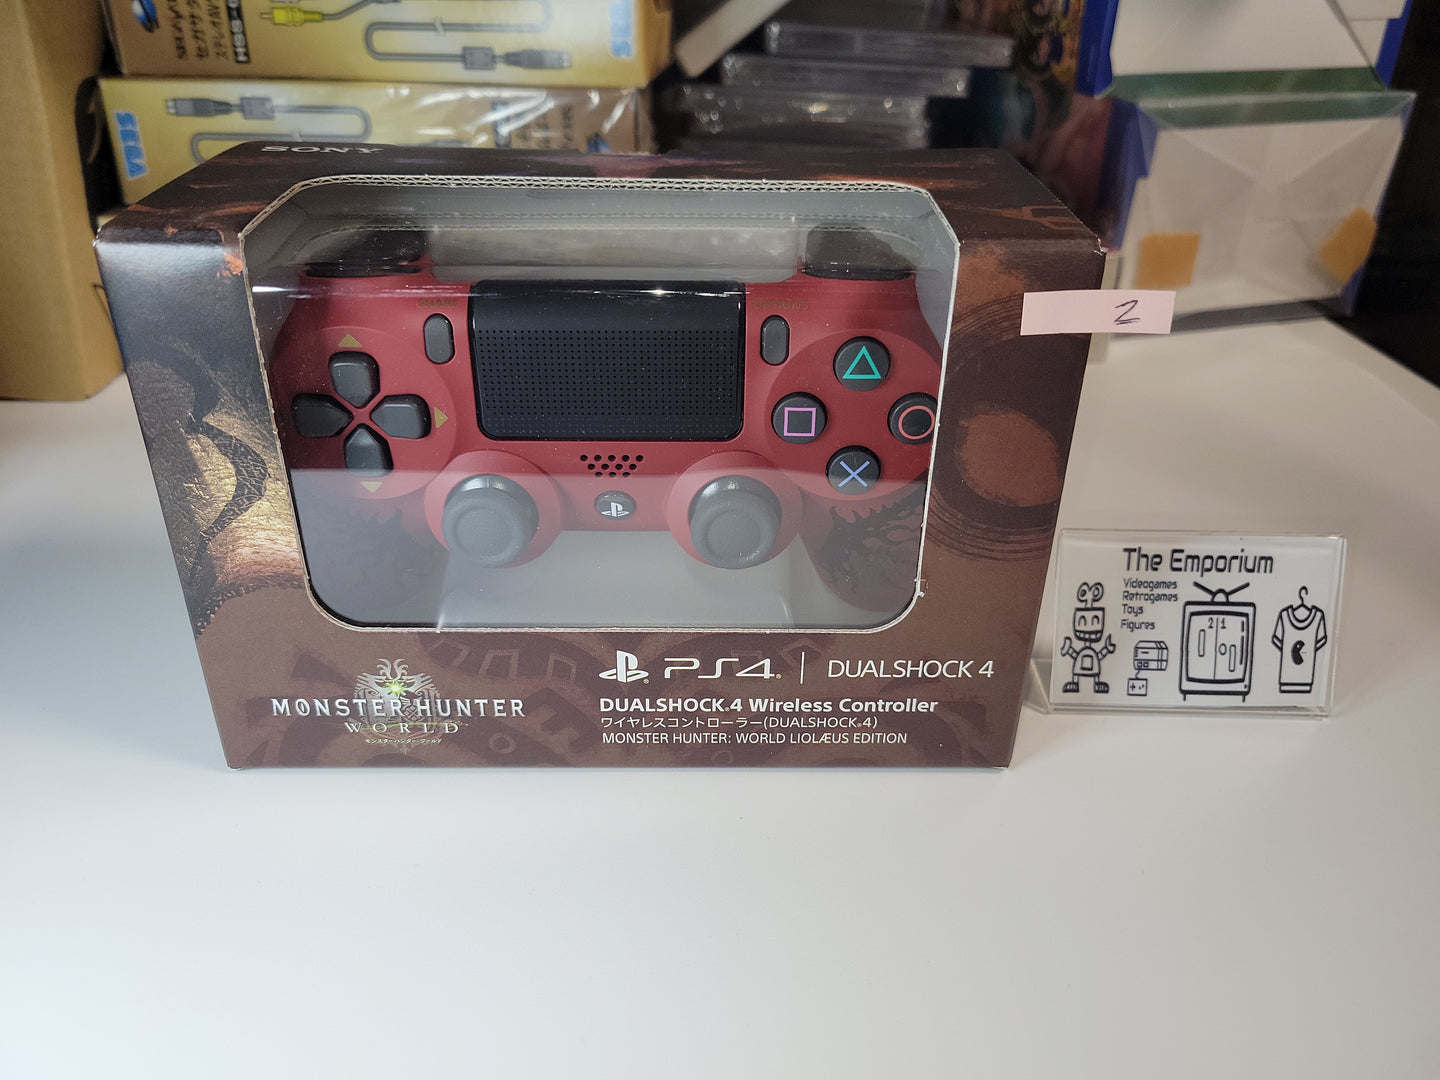 SEGA
SEGA
SONY
SHARE
OPTIONS
2
MONSTER HUNTER
WORLD
モンスターハンター:ワールド
PS4
DUALSHOCK 4
DUALSHOCK®4 Wireless Controller
ワイヤレスコントローラー(DUALSHOCK®4)
MONSTER HUNTER: WORLD LIOLÆUS EDITION
The Emporium
Videogames
Retrogames
Toys
Figures
2 1